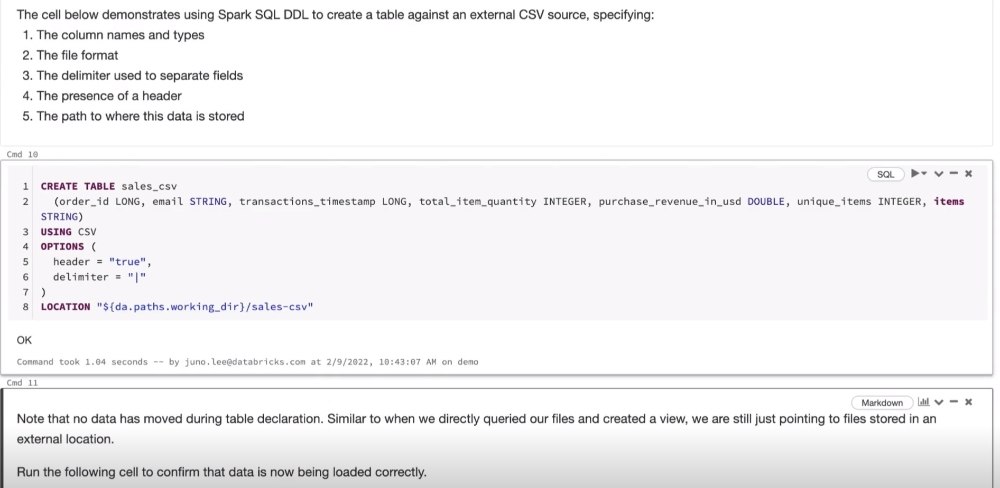 The cell below demonstrates using Spark SQL DDL to create a table against an external CSV source, specifying:
1. The column names and types
2. The file format
3. The delimiter used to separate fields
4. The presence of a header
5. The path to where this data is stored
Cmd 10
SQL
1 CREATE TABLE sales_csv
2 (order_id LONG, email STRING, transactions_timestamp LONG, total_item_quantity INTEGER, purchase_revenue_in_usd DOUBLE, unique_items INTEGER, items
STRING)
3 USING CSV
4 OPTIONS (
5 header = "true",
6 delimiter = "|"
7 )
8 LOCATION "${da.paths.working_dir}/sales-csv"
OK
Command took 1.04 seconds -- by juno.lee@databricks.com at 2/9/2022, 10:43:07 AM on demo
Cmd 11
Markdown
Note that no data has moved during table declaration. Similar to when we directly queried our files and created a view, we are still just pointing to files stored in an
external location.
Run the following cell to confirm that data is now being loaded correctly.